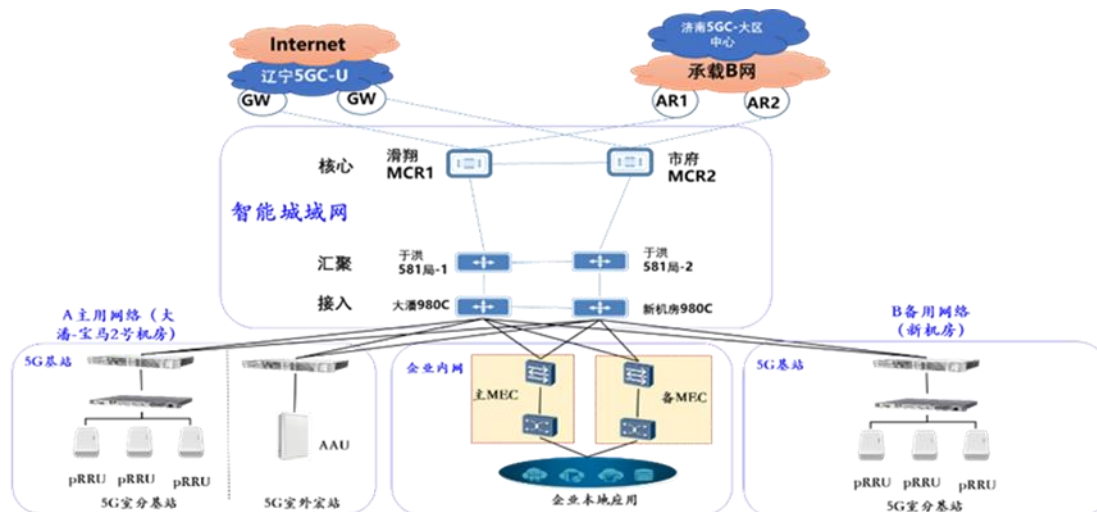 Internet
辽宁5GC-U
GW
GW
济南5GC-大区
中心
承载B网
AR1
AR2
核心
滑翔
MCR1
市府
MCR2
智能城域网
汇聚
于洪
581局-1
于洪
581局-2
接入
大潘980C
新机房980C
A主用网络（大
潘-宝马2号机房）
B备用网络
（新机房）
5G基站
pRRU
pRRU
pRRU
5G室分基站
AAU
5G室外宏站
企业内网
主MEC
备MEC
企业本地应用
5G基站
pRRU
pRRU
pRRU
5G室分基站